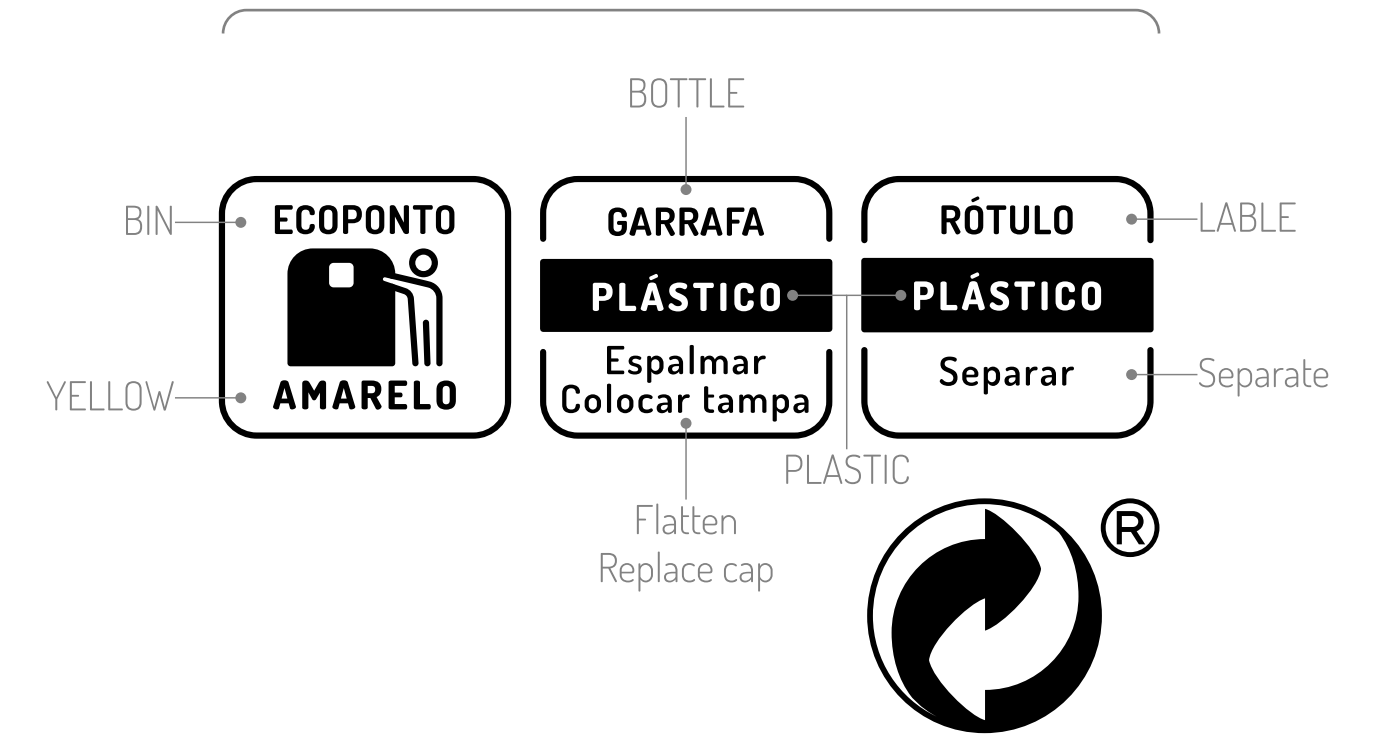 BOTTLE
BIN
ECOPONTO
GARRAFA
RÓTULO
LABLE
PLÁSTICO
PLÁSTICO
YELLOW
AMARELO
Espalmar
Colocar tampa
Separar
Separate
PLASTIC
Flatten
Replace cap
®